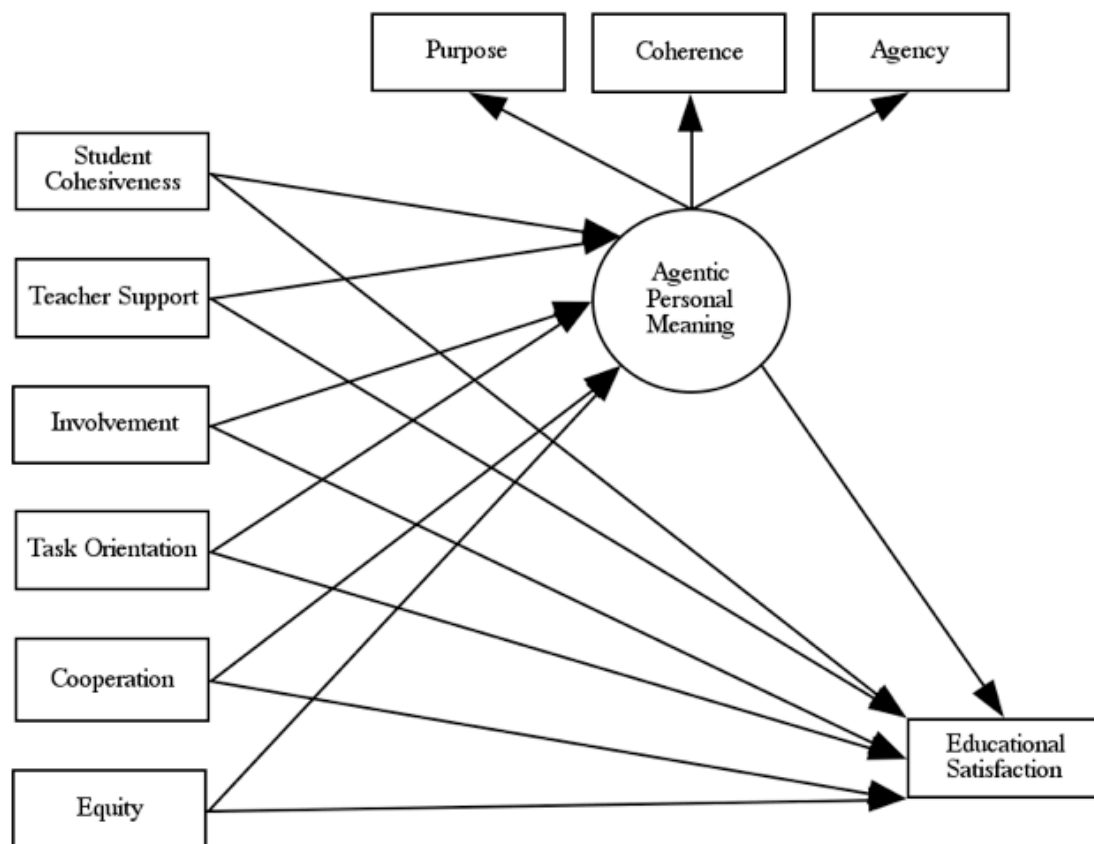 Purpose
Coherence
Agency
Student
Cohesiveness
Teacher Support
Agentic
Personal
Meaning
Involvement
Task Orientation
Cooperation
Educational
Satisfaction
Equity